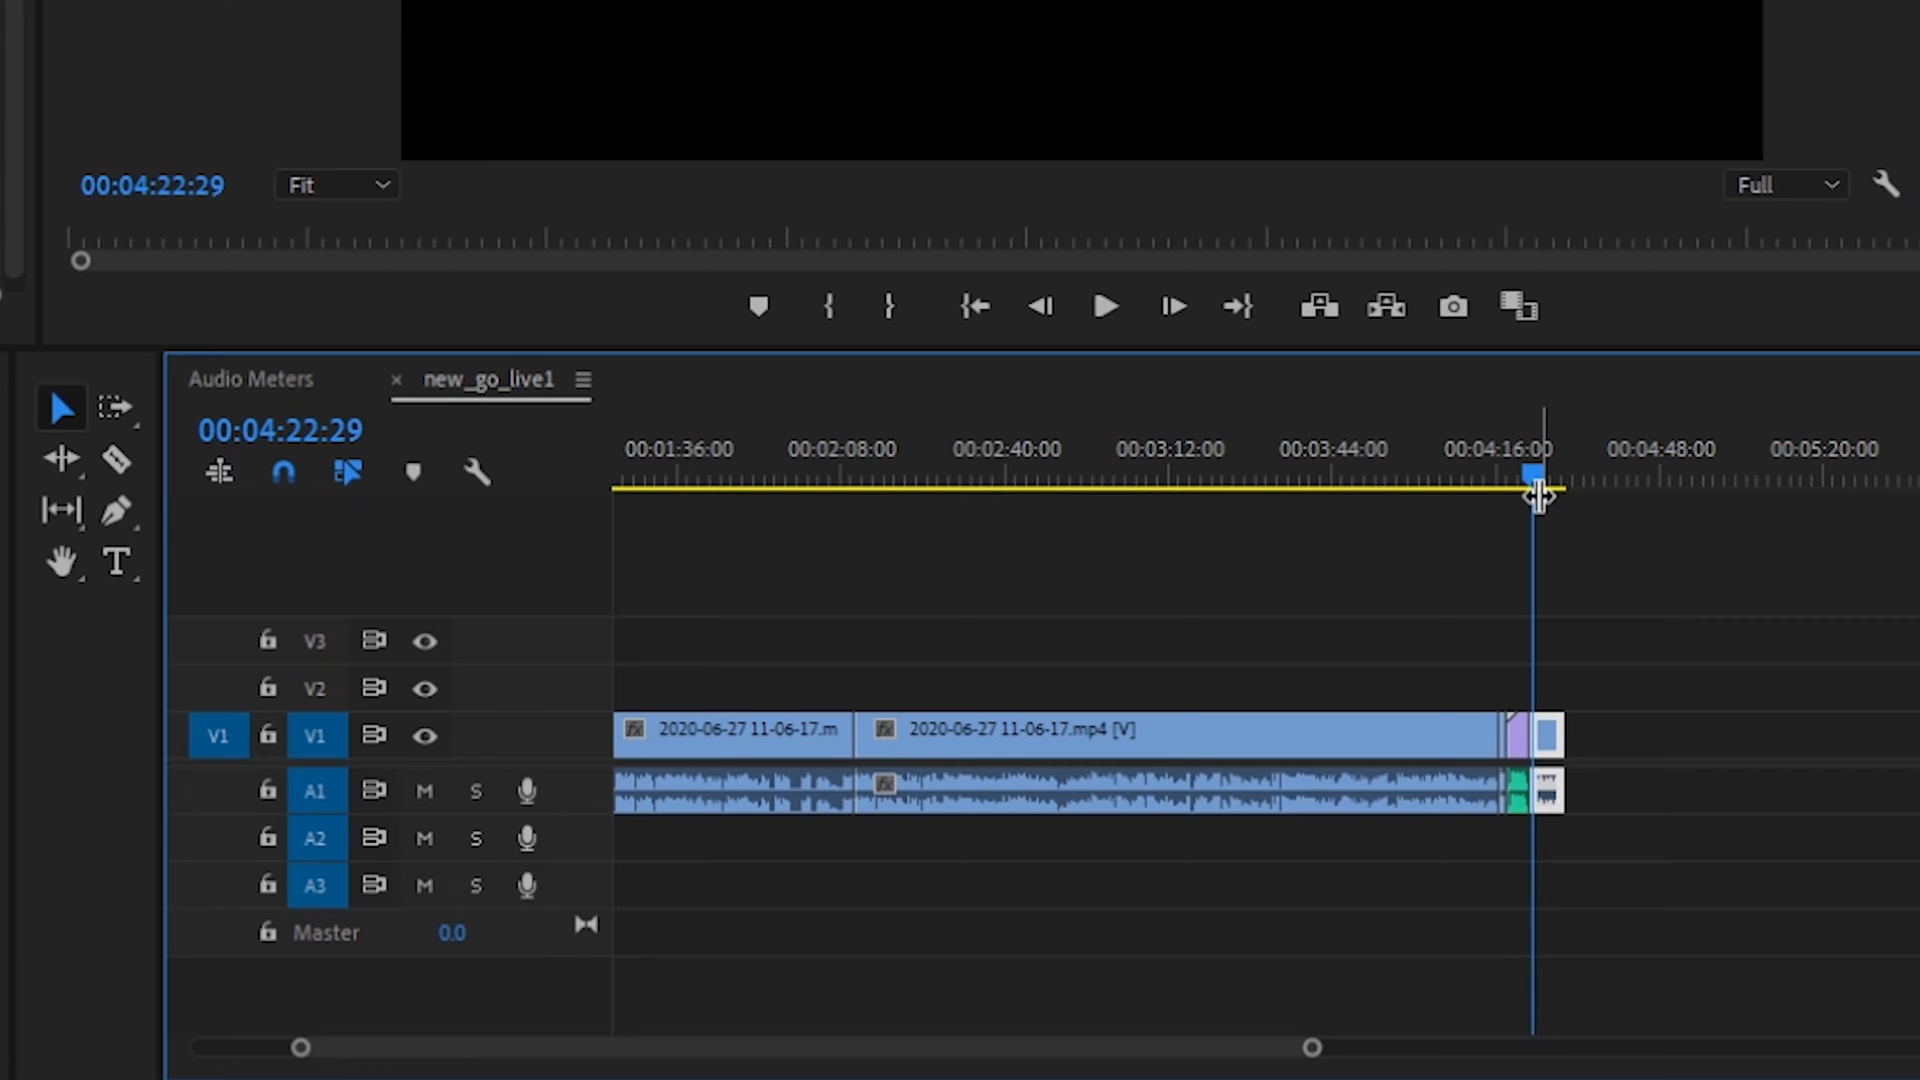 00:04:22:29 Fit Full
Audio Meters × new_go_live1
00:04:22:29
00:01:36:00 00:02:08:00 00:02:40:00 00:03:12:00 00:03:44:00 00:04:16:00 00:04:48:00 00:05:20:00
V3
V2
V1 V1 fx 2020-06-27 11-06-17.m fx 2020-06-27 11-06-17.mp4 [V]
A1 M S fx
A2 M S
A3 M S
Master 0.0